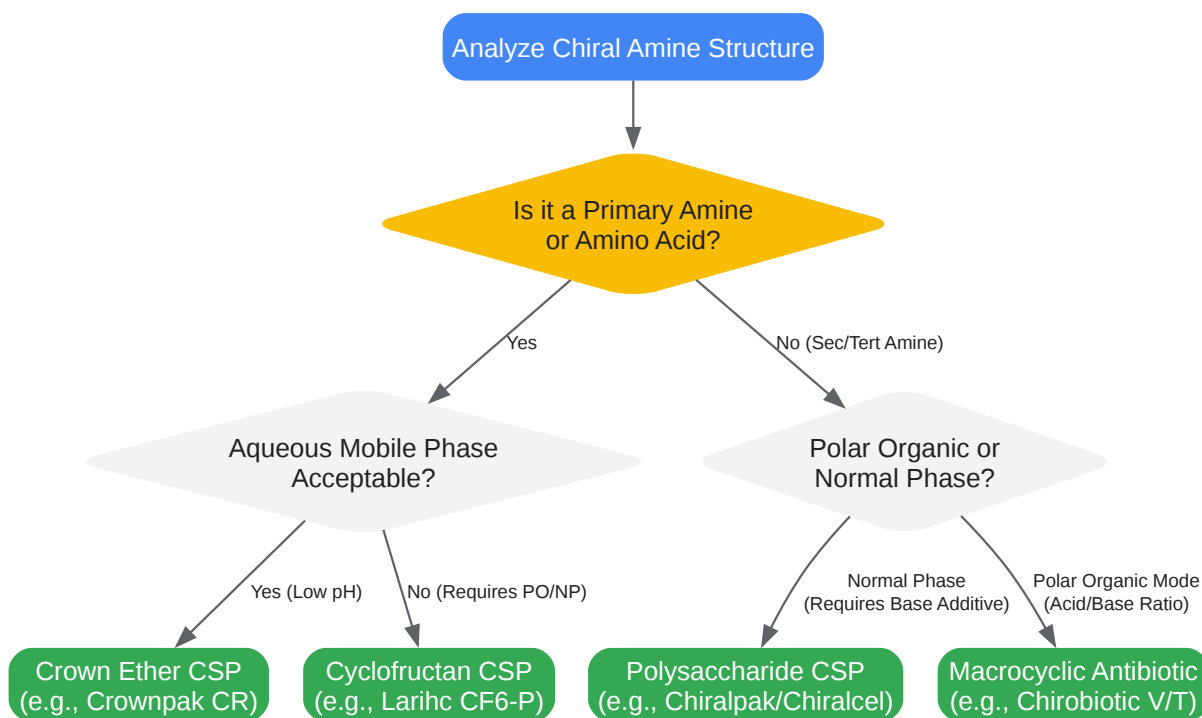 Analyze Chiral Amine Structure
Is it a Primary Amine
or Amino Acid?
Yes
No (Sec/Tert Amine)
Aqueous Mobile Phase
Acceptable?
Polar Organic or
Normal Phase?
Yes (Low pH)
No (Requires PO/NP)
Normal Phase
(Requires Base Additive)
Polar Organic Mode
(Acid/Base Ratio)
Crown Ether CSP
(e.g., Crownpak CR)
Cyclofructan CSP
(e.g., Larihc CF6-P)
Polysaccharide CSP
(e.g., Chiralpak/Chiralcel)
Macrocyclic Antibiotic
(e.g., Chirobiotic V/T)